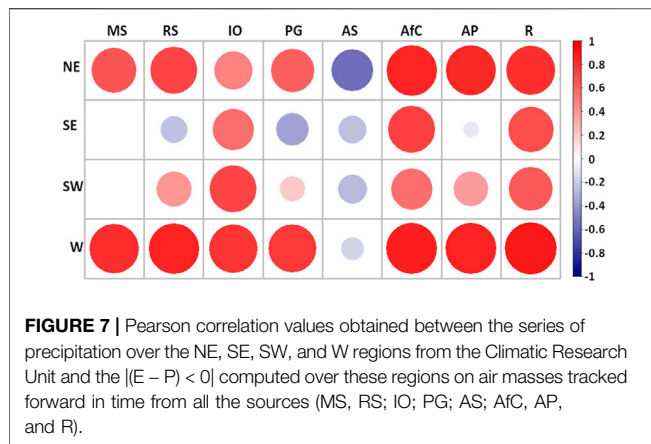 MS RS IO PG AS AfC AP R
NE
SE
SW
W
1
0.8
0.6
0.4
0.2
0
-0.2
-0.4
-0.6
-0.8
-1
FIGURE 7 | Pearson correlation values obtained between the series of
precipitation over the NE, SE, SW, and W regions from the Climatic Research
Unit and the |(E – P) < 0| computed over these regions on air masses tracked
forward in time from all the sources (MS, RS; IO; PG; AS; AfC, AP,
and R).